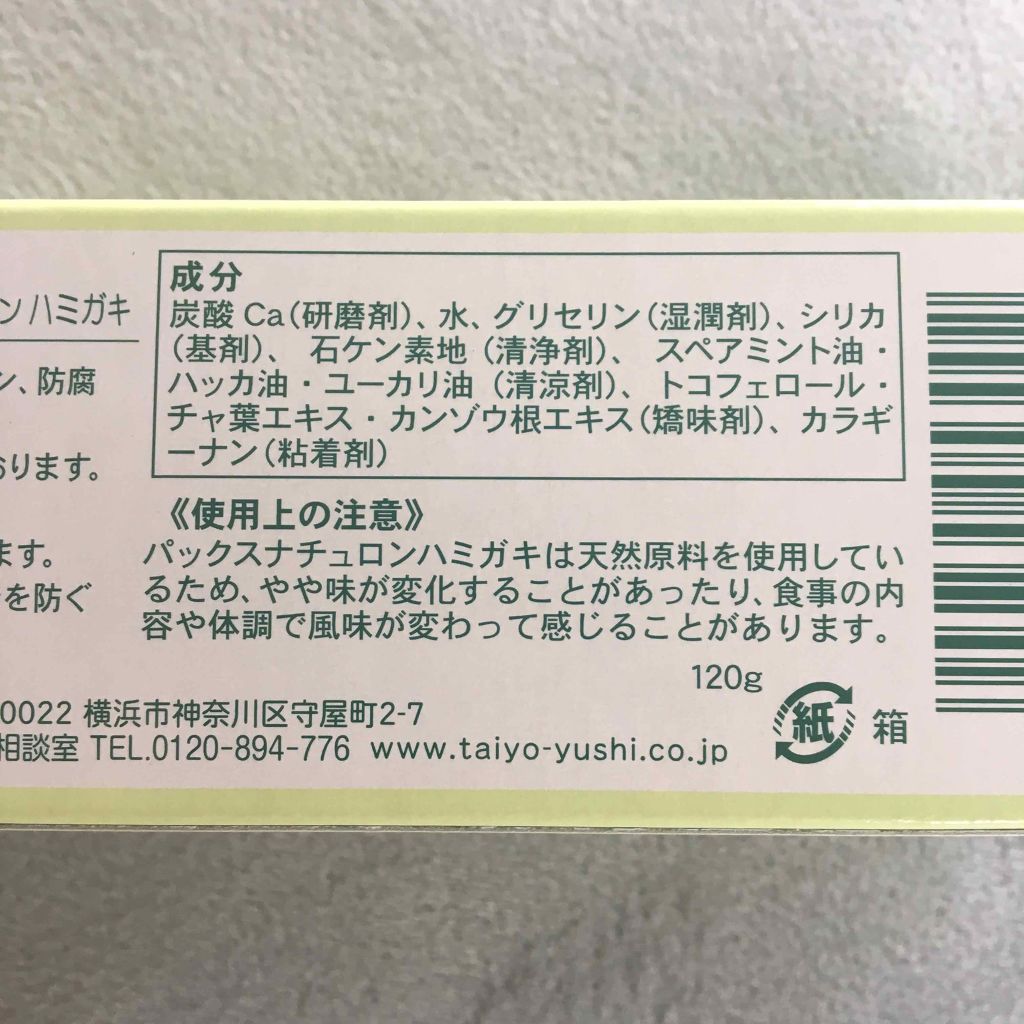 ン ハミガキ
ン、防腐
おります。
ます。
を防ぐ
成分
炭酸 Ca（研磨剤）、水、グリセリン（湿潤剤）、シリカ
（基剤）、 石ケン素地（清浄剤）、 スペアミント油・
ハッカ油・ユーカリ油（清涼剤）、トコフェロール・
チャ葉エキス・カンゾウ根エキス（矯味剤）、カラギ
ーナン（粘着剤）
《使用上の注意》
パックスナチュロンハミガキは天然原料を使用してい
るため、やや味が変化することがあったり、食事の内
容や体調で風味が変わって感じることがあります。
120g
0022 横浜市神奈川区守屋町2-7
相談室 TEL.0120-894-776 www.taiyo-yushi.co.jp
紙 箱